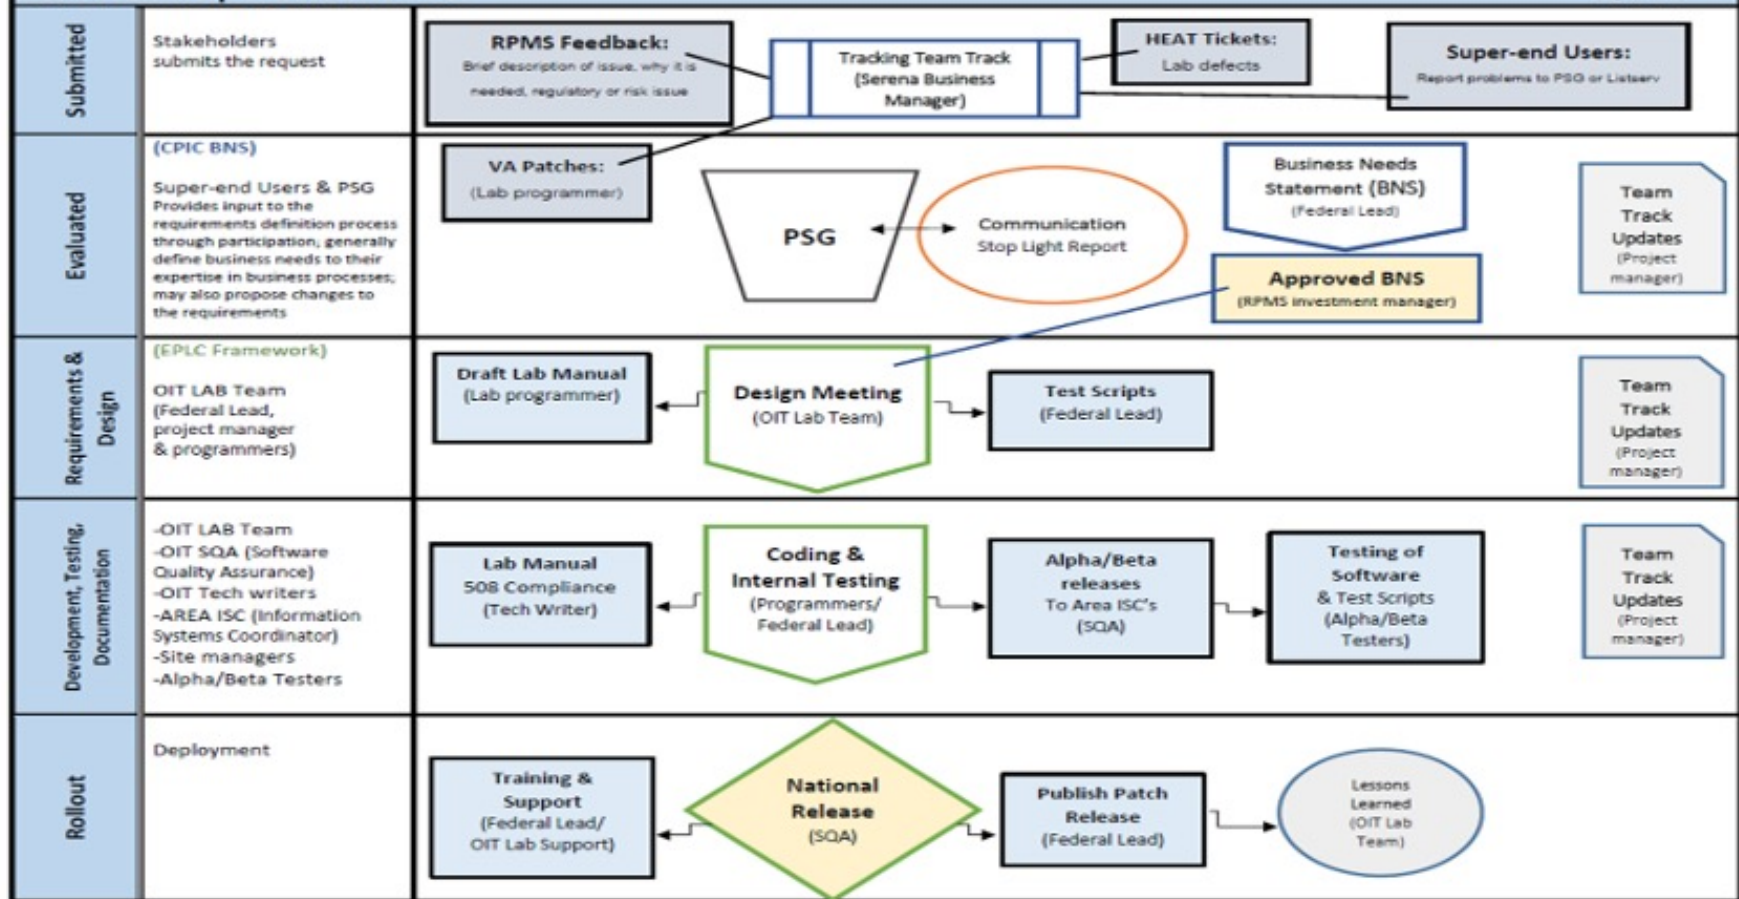 Submitted
Stakeholders
submits the request
RPMS Feedback:
Brief description of issue, why it is
needed, regulatory or risk issue
Tracking Team Track
(Serena Business
Manager)
HEAT Tickets:
Lab defects
Super-end Users:
Report problems to PSG or Listserv
Evaluated
(CPIC BNS)
Super-end Users & PSG
Provides input to the
requirements definition process
through participation; generally
define business needs to their
expertise in business processes;
may also propose changes to
the requirements
VA Patches:
(Lab programmer)
PSG
Communication
Stop Light Report
Business Needs
Statement (BNS)
(Federal Lead)
Approved BNS
(RPMS investment manager)
Team
Track
Updates
(Project
manager)
Requirements &
Design
(EPLC Framework)
OIT LAB Team
(Federal Lead,
project manager
& programmers)
Draft Lab Manual
(Lab programmer)
Design Meeting
(OIT Lab Team)
Test Scripts
(Federal Lead)
Team
Track
Updates
(Project
manager)
Development, Testing,
Documentation
-OIT LAB Team
-OIT SQA (Software
Quality Assurance)
-OIT Tech writers
-AREA ISC (Information
Systems Coordinator)
-Site managers
-Alpha/Beta Testers
Lab Manual
508 Compliance
(Tech Writer)
Coding &
Internal Testing
(Programmers/
Federal Lead)
Alpha/Beta
releases
To Area ISC's
(SQA)
Testing of
Software
& Test Scripts
(Alpha/Beta
Testers)
Team
Track
Updates
(Project
manager)
Rollout
Deployment
Training &
Support
(Federal Lead/
OIT Lab Support)
National
Release
(SQA)
Publish Patch
Release
(Federal Lead)
Lessons
Learned
(OIT Lab
Team)